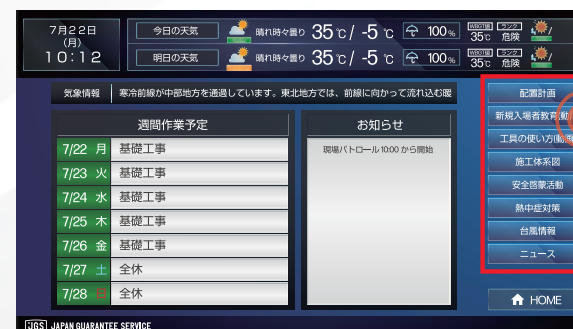 7月22日
(月)
10:12
今日の天気 晴れ時々曇り 35℃/ -5℃ 100% WBGT値 35℃ ランク 危険
明日の天気 晴れ時々曇り 35℃/ -5℃ 100% WBGT値 35℃ ランク 危険
気象情報 寒冷前線が中部地方を通過しています。東北地方では、前線に向かって流れ込む暖
週間作業予定
7/22 月 基礎工事
7/23 火 基礎工事
7/24 水 基礎工事
7/25 木 基礎工事
7/26 金 基礎工事
7/27 土 全休
7/28 日 全休
お知らせ
現場パトロール10:00から開始
配置計画
新規入場者教育(動
工具の使い方(動画
施工体系図
安全啓蒙活動
熱中症対策
台風情報
ニュース
HOME
JGS JAPAN GUARANTEE SERVICE